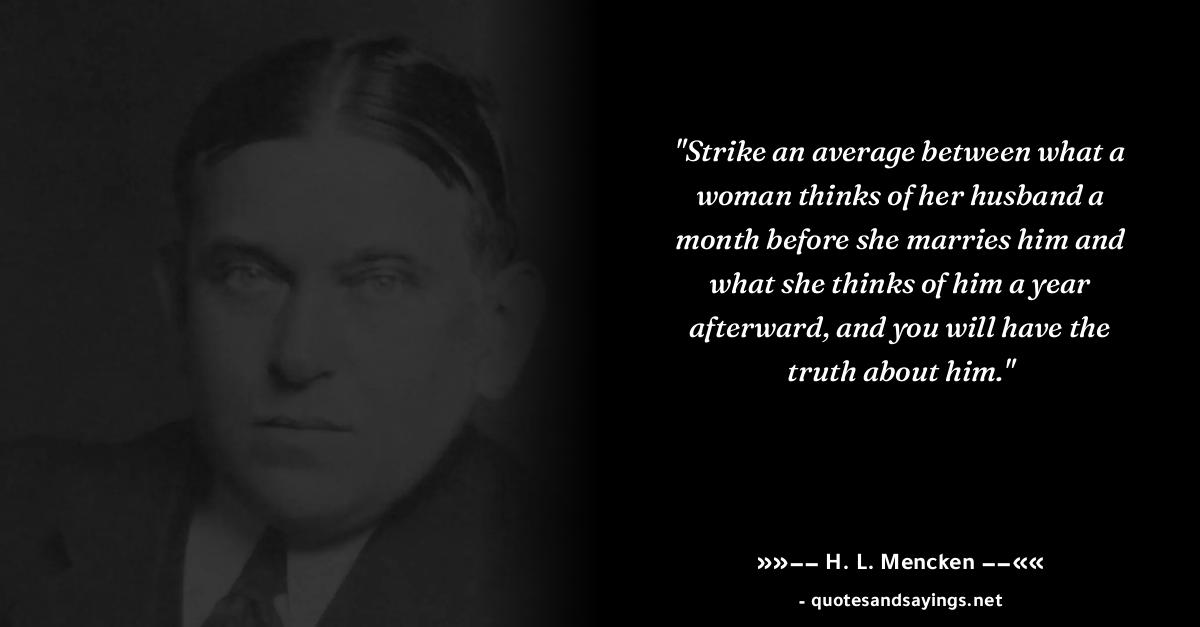 "Strike an average between what a
woman thinks of her husband a
month before she marries him and
what she thinks of him a year
afterward, and you will have the
truth about him."
»»–– H. L. Mencken ––««
- quotesandsayings.net